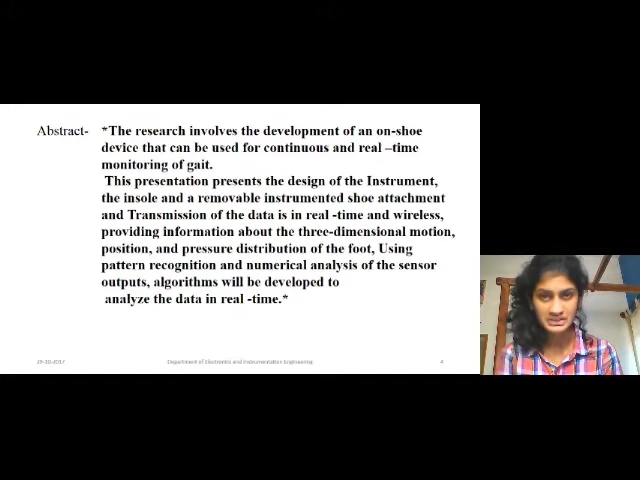 Abstract- *The research involves the development of an on-shoe
device that can be used for continuous and real –time
monitoring of gait.
This presentation presents the design of the Instrument,
the insole and a removable instrumented shoe attachment
and Transmission of the data is in real -time and wireless,
providing information about the three-dimensional motion,
position, and pressure distribution of the foot, Using
pattern recognition and numerical analysis of the sensor
outputs, algorithms will be developed to
analyze the data in real -time.*
29-10-2017 Department of Electronics and Instrumentation Engineering 4